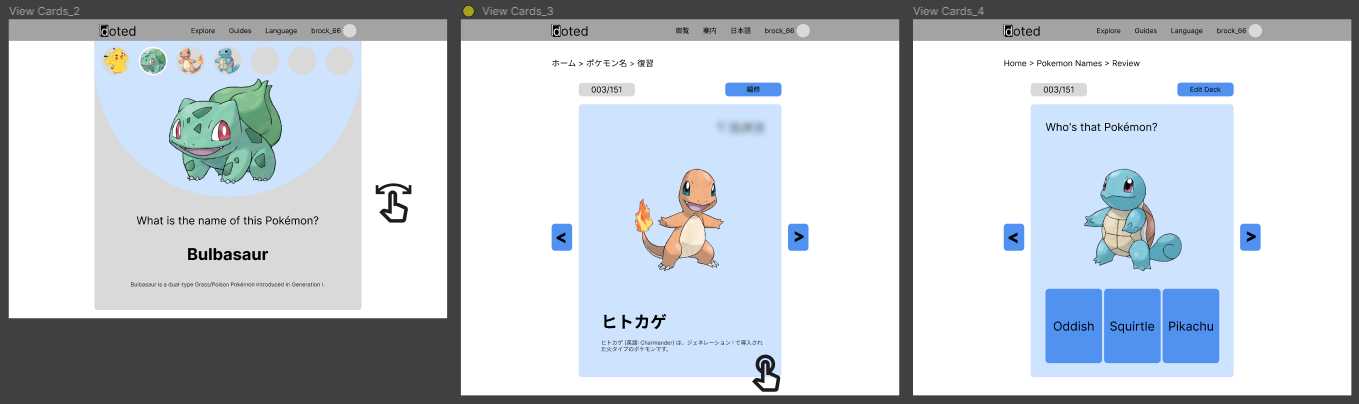 View Cards_2
doted
Explore Guides Language brock_66
What is the name of this Pokémon?
Bulbasaur
Bulbasaur is a dual-type Grass/Poison Pokémon introduced in Generation I.
View Cards_3
doted
御覧 案内 日本語 brock_66
ホーム > ポケモン名 > 復習
003/151
編修
<
>
ヒトカゲ
ヒトカゲ (英語: Charmander) は、ジェネレーション I で導入され
た火タイプのポケモンです。
View Cards_4
doted
Explore Guides Language brock_66
Home > Pokemon Names > Review
003/151
Edit Deck
Who's that Pokémon?
<
>
Oddish Squirtle Pikachu